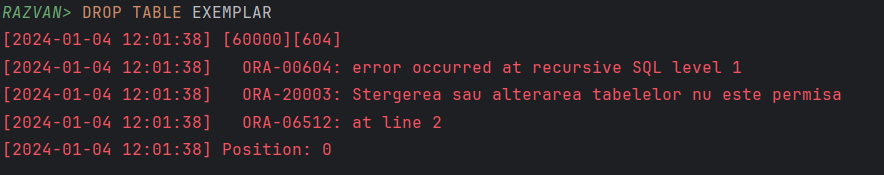 RAZVAN> DROP TABLE EXEMPLAR
[2024-01-04 12:01:38] [60000][604]
[2024-01-04 12:01:38]   ORA-00604: error occurred at recursive SQL level 1
[2024-01-04 12:01:38]   ORA-20003: Stergerea sau alterarea tabelelor nu este permisa
[2024-01-04 12:01:38]   ORA-06512: at line 2
[2024-01-04 12:01:38] Position: 0